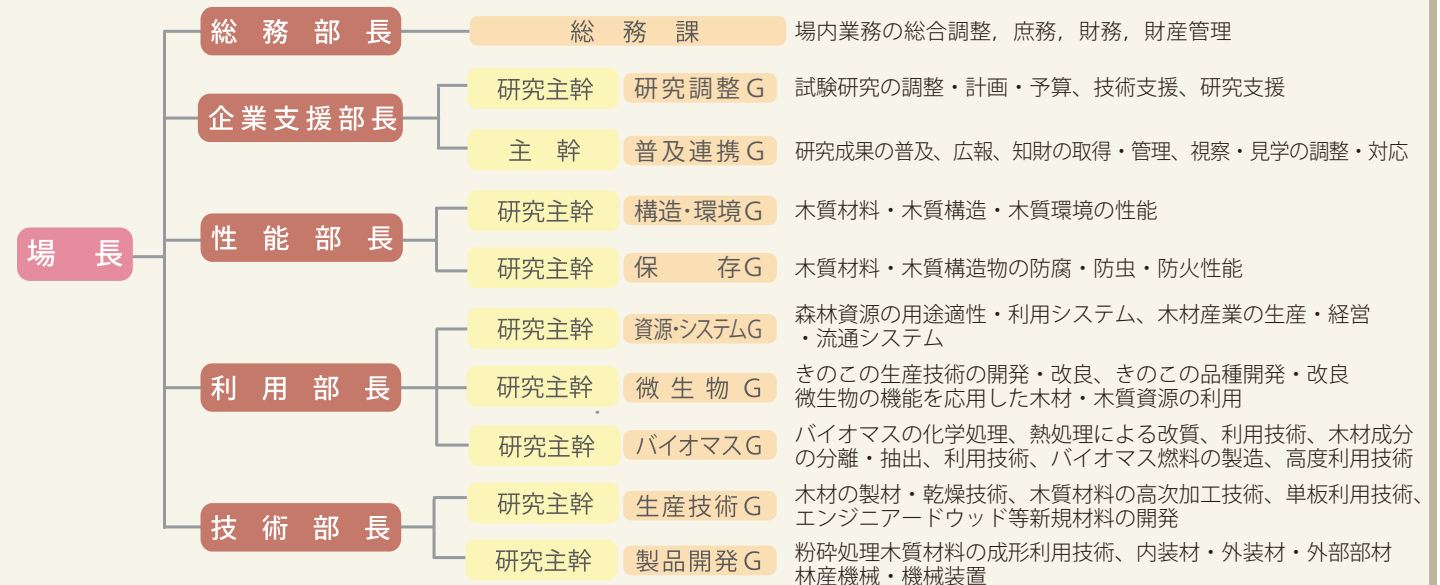 場長
総務部長 総務課 場内業務の総合調整，庶務，財務，財産管理
企業支援部長
研究主幹 研究調整G 試験研究の調整・計画・予算、技術支援、研究支援
主幹 普及連携G 研究成果の普及、広報、知財の取得・管理、視察・見学の調整・対応
性能部長
研究主幹 構造・環境G 木質材料・木質構造・木質環境の性能
研究主幹 保存G 木質材料・木質構造物の防腐・防虫・防火性能
利用部長
研究主幹 資源・システムG 森林資源の用途適性・利用システム、木材産業の生産・経営
・流通システム
研究主幹 微生物G きのこの生産技術の開発・改良、きのこの品種開発・改良
微生物の機能を応用した木材・木質資源の利用
研究主幹 バイオマスG バイオマスの化学処理、熱処理による改質、利用技術、木材成分
の分離・抽出、利用技術、バイオマス燃料の製造、高度利用技術
技術部長
研究主幹 生産技術G 木材の製材・乾燥技術、木質材料の高次加工技術、単板利用技術、
エンジニアードウッド等新規材料の開発
研究主幹 製品開発G 粉砕処理木質材料の成形利用技術、内装材・外装材・外部部材
林産機械・機械装置